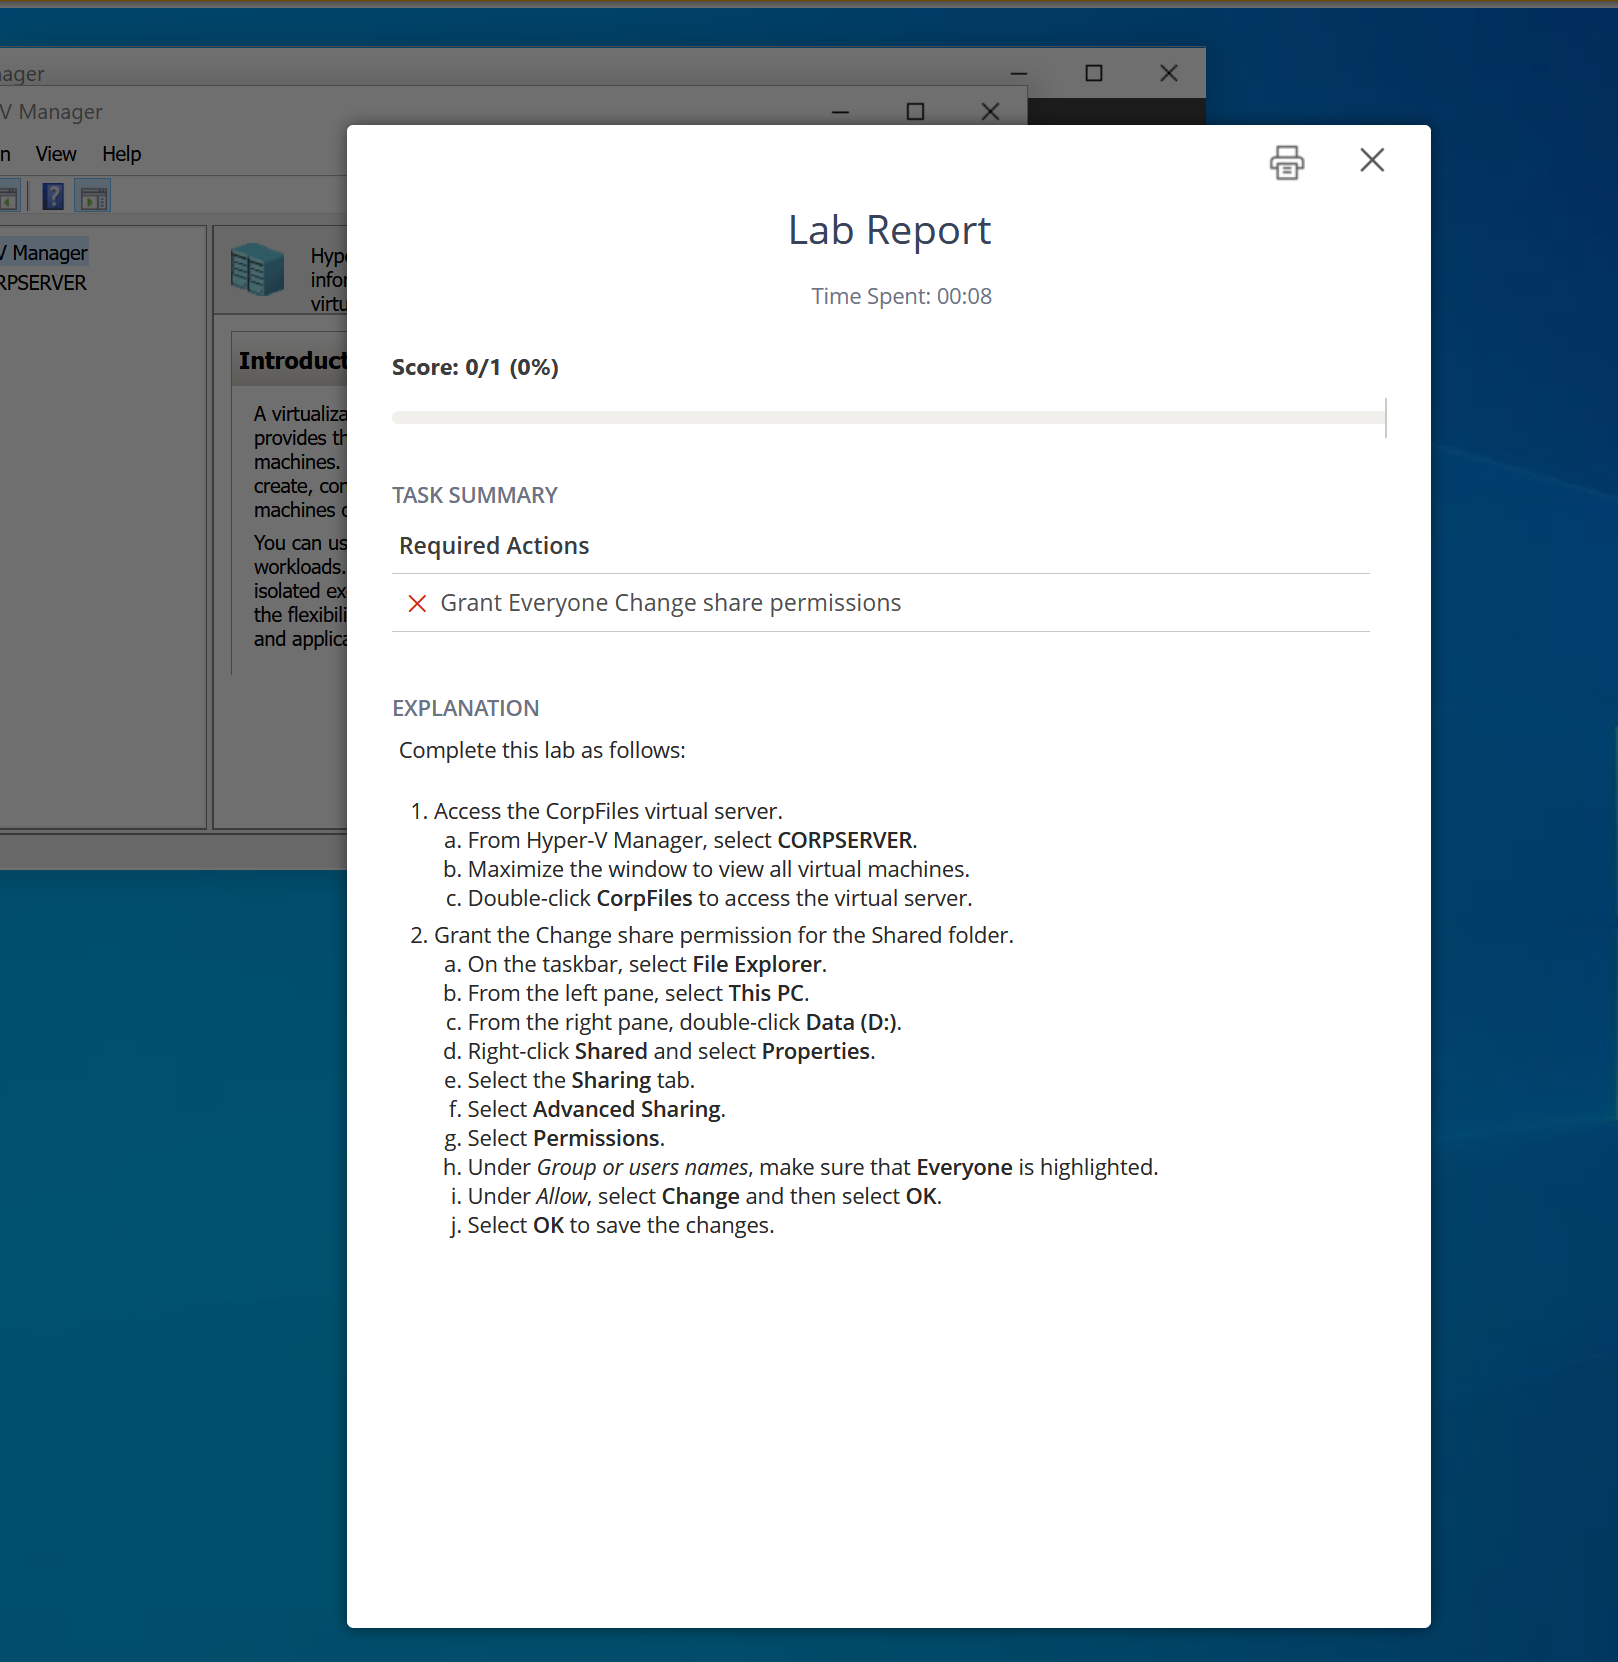 ager
V Manager
n View Help
V Manager
RPSERVER
Hype
infor
virtu
Introduct
A virtualiza
provides th
machines.
create, cor
machines o
You can us
workloads.
isolated ex
the flexibili
and applica
Lab Report
Time Spent: 00:08
Score: 0/1 (0%)
TASK SUMMARY
Required Actions
Grant Everyone Change share permissions
EXPLANATION
Complete this lab as follows:
1. Access the CorpFiles virtual server.
a. From Hyper-V Manager, select CORPSERVER.
b. Maximize the window to view all virtual machines.
c. Double-click CorpFiles to access the virtual server.
2. Grant the Change share permission for the Shared folder.
a. On the taskbar, select File Explorer.
b. From the left pane, select This PC.
c. From the right pane, double-click Data (D:).
d. Right-click Shared and select Properties.
e. Select the Sharing tab.
f. Select Advanced Sharing.
g. Select Permissions.
h. Under Group or users names, make sure that Everyone is highlighted.
i. Under Allow, select Change and then select OK.
j. Select OK to save the changes.